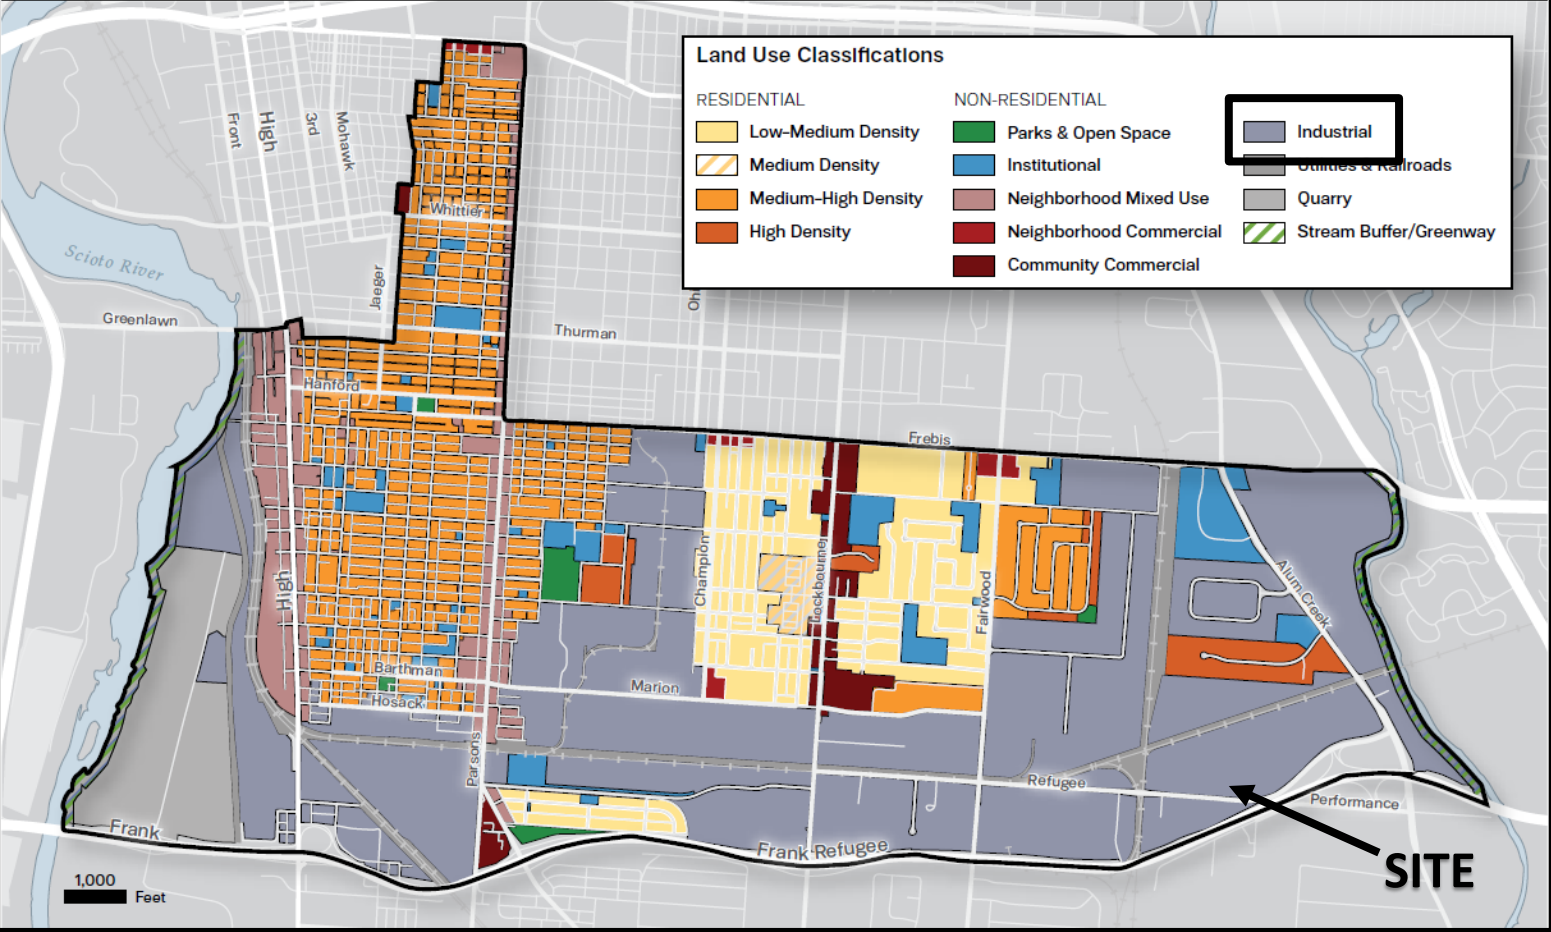 Land Use Classifications
RESIDENTIAL
Low–Medium Density
Medium Density
Medium–High Density
High Density
NON-RESIDENTIAL
Parks & Open Space
Institutional
Neighborhood Mixed Use
Neighborhood Commercial
Community Commercial
Industrial
Utilities & Railroads
Quarry
Stream Buffer/Greenway
Front
High
3rd
Mohawk
Whittier
Scioto River
Jaeger
Greenlawn
Thurman
Hanford
Frebis
High
Champion
Lockbourne
Fairwood
Alum Creek
Barthman
Marion
Hosack
Parsons
Refugee
Performance
Frank
Frank Refugee
SITE
1,000
Feet